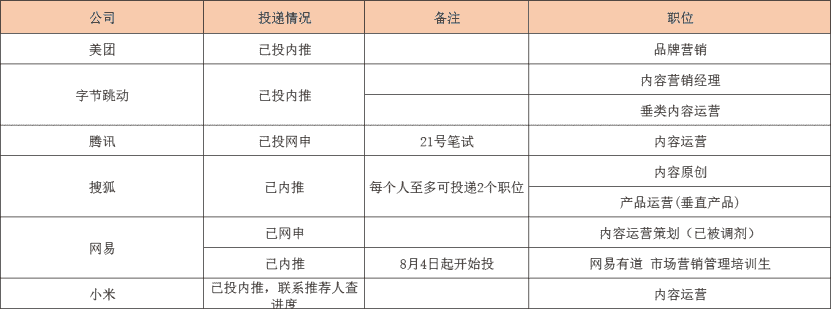 公司 投递情况 备注 职位
美团 已投内推 品牌营销
字节跳动 已投内推 内容营销经理
垂类内容运营
腾讯 已投网申 21号笔试 内容运营
搜狐 已内推 每个人至多可投递2个职位 内容原创
产品运营(垂直产品)
网易 已网申 内容运营策划（已被调剂）
已内推 8月4日起开始投 网易有道 市场营销管理培训生
小米 已投内推，联系推荐人查 内容运营
进度